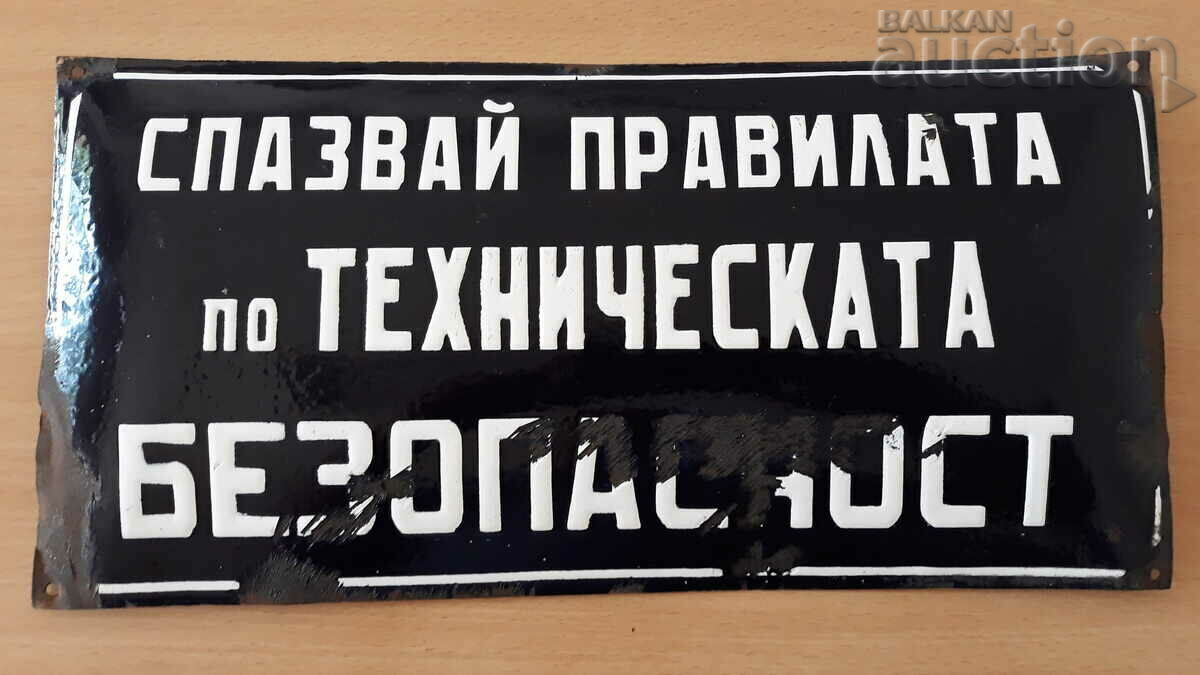 BALKAN
auction
СПАЗВАЙ ПРАВИЛАТА
по ТЕХНИЧЕСКАТА
БЕЗОПАСНОСТ